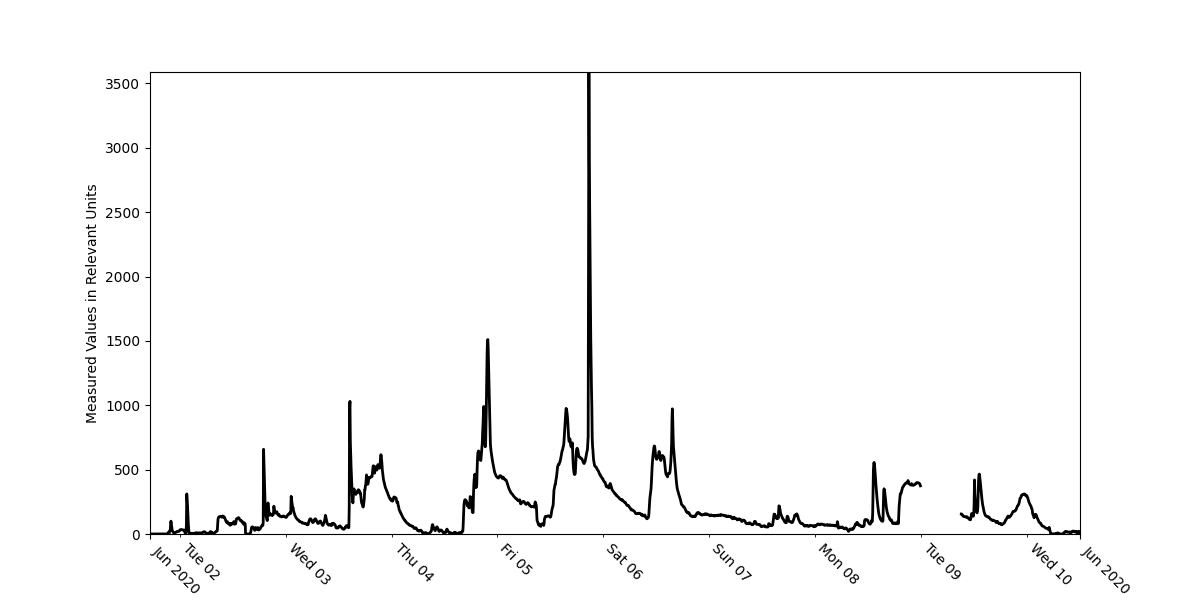 3500
3000
2500
2000
1500
1000
500
0
Measured Values in Relevant Units
Jun 2020
Tue 02
Wed 03
Thu 04
Fri 05
Sat 06
Sun 07
Mon 08
Tue 09
Wed 10
Jun 2020